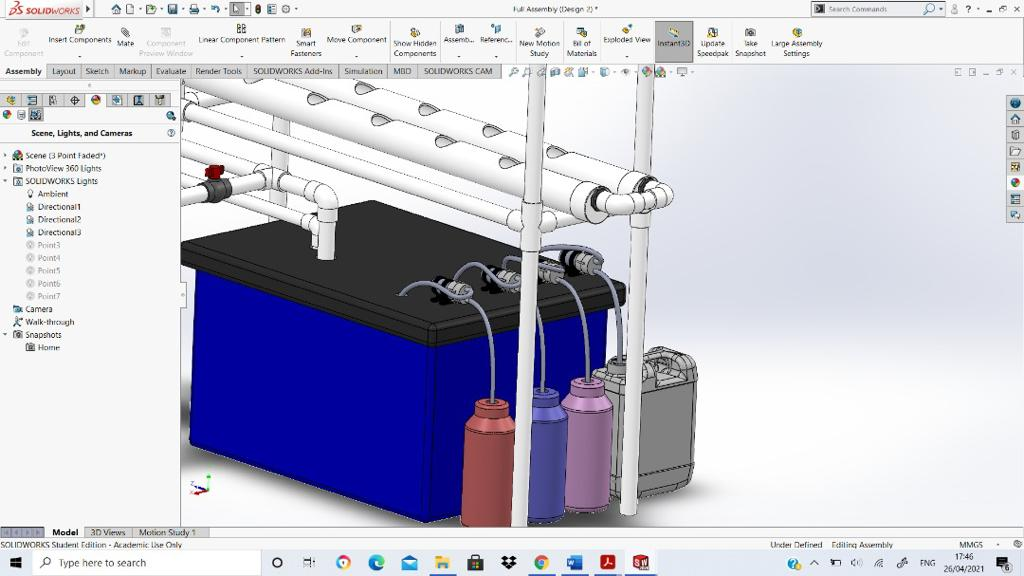 SOLIDWORKS
Full Assembly (Design 2) *
Search Commands
Edit Component
Insert Components
Mate
Component Preview Window
Linear Component Pattern
Smart Fasteners
Move Component
Show Hidden Components
Assemb...
Referenc...
New Motion Study
Bill of Materials
Exploded View
Instant3D
Update Speedpak
Take Snapshot
Large Assembly Settings
Assembly Layout Sketch Markup Evaluate Render Tools SOLIDWORKS Add-Ins Simulation MBD SOLIDWORKS CAM
Scene, Lights, and Cameras
Scene (3 Point Faded*)
PhotoView 360 Lights
SOLIDWORKS Lights
Ambient
Directional1
Directional2
Directional3
Point3
Point4
Point5
Point6
Point7
Camera
Walk-through
Snapshots
Home
Model 3D Views Motion Study 1
SOLIDWORKS Student Edition - Academic Use Only
Under Defined Editing Assembly MMGS
Type here to search
ENG
17:46
26/04/2021